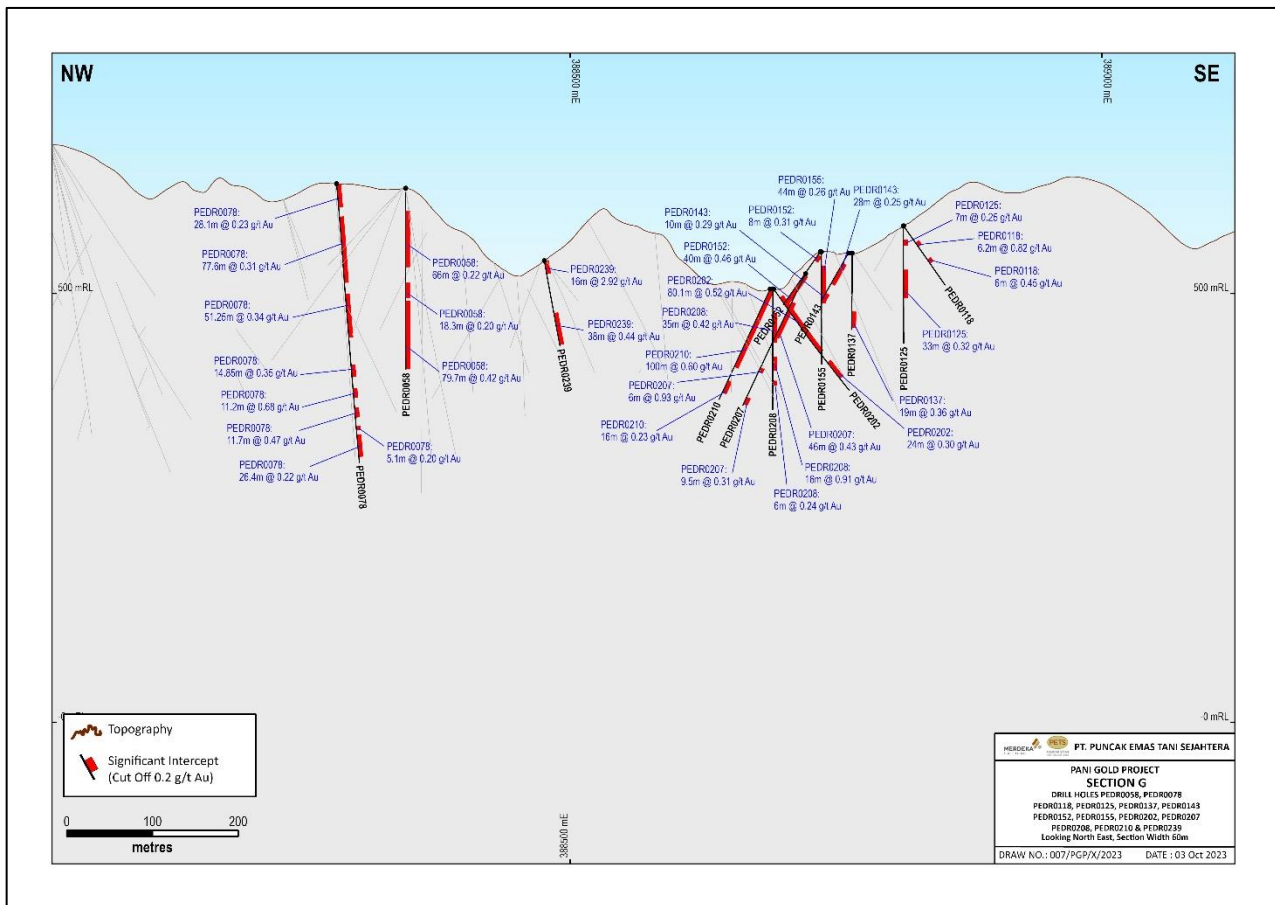 NW
SE
388500 mE
389000 mE
PEDR0078:
28.1m @ 0.23 g/t Au
PEDR0078:
77.6m @ 0.31 g/t Au
PEDR0078:
51.26m @ 0.34 g/t Au
PEDR0078:
14.85m @ 0.35 g/t Au
PEDR0078:
11.2m @ 0.68 g/t Au
PEDR0078:
11.7m @ 0.47 g/t Au
PEDR0078:
26.4m @ 0.22 g/t Au
PEDR0078:
5.1m @ 0.20 g/t Au
PEDR0078
PEDR0058:
66m @ 0.22 g/t Au
PEDR0058:
18.3m @ 0.20 g/t Au
PEDR0058:
79.7m @ 0.42 g/t Au
PEDR0058
PEDR0239:
16m @ 2.92 g/t Au
PEDR0239:
38m @ 0.44 g/t Au
PEDR0239
PEDR0155:
44m @ 0.26 g/t Au
PEDR0143:
28m @ 0.25 g/t Au
PEDR0143:
10m @ 0.29 g/t Au
PEDR0152:
8m @ 0.31 g/t Au
PEDR0152:
40m @ 0.46 g/t Au
PEDR0202:
80.1m @ 0.52 g/t Au
PEDR0208:
35m @ 0.42 g/t Au
PEDR0210:
100m @ 0.60 g/t Au
PEDR0207:
6m @ 0.93 g/t Au
PEDR0210:
16m @ 0.23 g/t Au
PEDR0207:
9.5m @ 0.31 g/t Au
PEDR0208:
6m @ 0.24 g/t Au
PEDR0208:
18m @ 0.91 g/t Au
PEDR0207:
46m @ 0.43 g/t Au
PEDR0202:
24m @ 0.30 g/t Au
PEDR0137:
19m @ 0.36 g/t Au
PEDR0125:
7m @ 0.26 g/t Au
PEDR0118:
6.2m @ 0.82 g/t Au
PEDR0118:
6m @ 0.45 g/t Au
PEDR0125:
33m @ 0.32 g/t Au
PEDR0210
PEDR0207
PEDR0208
PEDR0152
PEDR0143
PEDR0155
PEDR0202
PEDR0137
PEDR0125
PEDR0118
500 mRL
500 mRL
-0 mRL
Topography
Significant Intercept
(Cut Off 0.2 g/t Au)
0 100 200
metres
388500 mE
MERDEKA
PETS
PT. PUNCAK EMAS TANI SEJAHTERA
PANI GOLD PROJECT
SECTION G
DRILL HOLES PEDR0058, PEDR0078
PEDR0118, PEDR0125, PEDR0137, PEDR0143
PEDR0152, PEDR0155, PEDR0202, PEDR0207
PEDR0208, PEDR0210 & PEDR0239
Looking North East, Section Width 60m
DRAW NO.: 007/PGP/X/2023 DATE : 03 Oct 2023